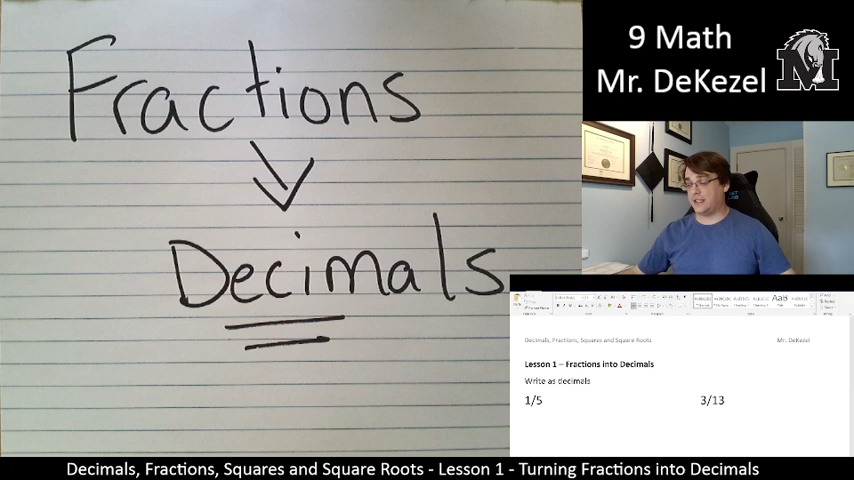 Fractions
Decimals
9 Math
Mr. DeKezel
M
Decimals, Fractions, Squares and Square Roots Mr. DeKezel
Lesson 1 – Fractions into Decimals
Write as decimals
1/5 3/13
Decimals, Fractions, Squares and Square Roots - Lesson 1 - Turning Fractions into Decimals